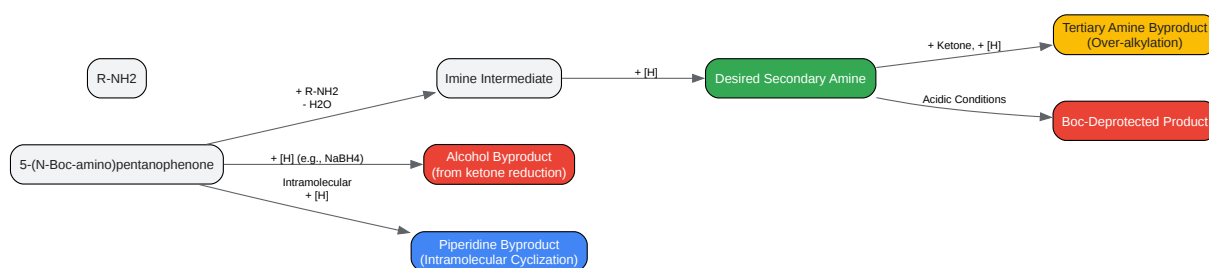 R-NH2
5-(N-Boc-amino)pentanophenone
+ R-NH2
- H2O
+ [H] (e.g., NaBH4)
Intramolecular
+ [H]
Imine Intermediate
Alcohol Byproduct
(from ketone reduction)
Piperidine Byproduct
(Intramolecular Cyclization)
+ [H]
Desired Secondary Amine
+ Ketone, + [H]
Acidic Conditions
Tertiary Amine Byproduct
(Over-alkylation)
Boc-Deprotected Product